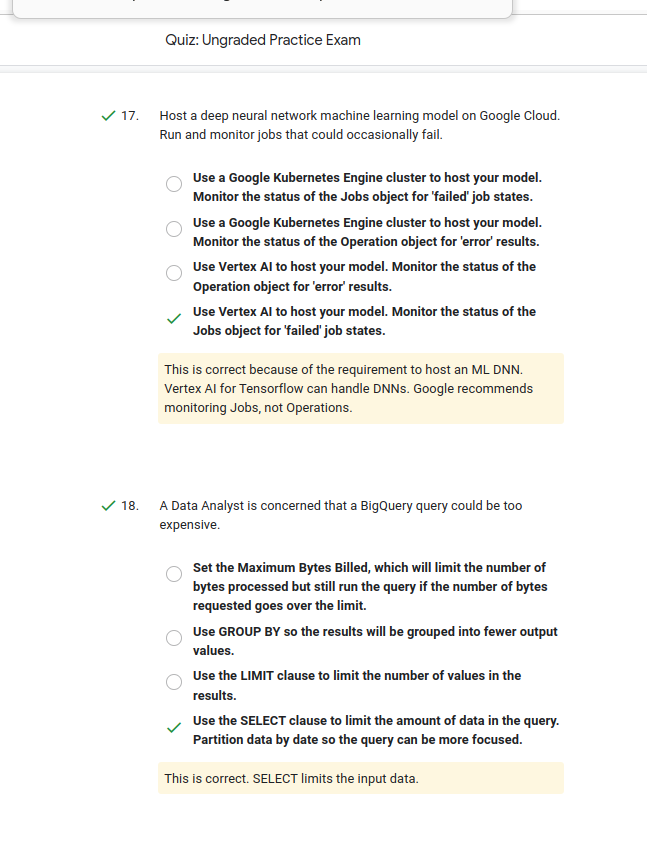 Quiz: Ungraded Practice Exam
17. Host a deep neural network machine learning model on Google Cloud.
Run and monitor jobs that could occasionally fail.
Use a Google Kubernetes Engine cluster to host your model.
Monitor the status of the Jobs object for 'failed' job states.
Use a Google Kubernetes Engine cluster to host your model.
Monitor the status of the Operation object for 'error' results.
Use Vertex AI to host your model. Monitor the status of the
Operation object for 'error' results.
Use Vertex AI to host your model. Monitor the status of the
Jobs object for 'failed' job states.
This is correct because of the requirement to host an ML DNN.
Vertex AI for Tensorflow can handle DNNs. Google recommends
monitoring Jobs, not Operations.
18. A Data Analyst is concerned that a BigQuery query could be too
expensive.
Set the Maximum Bytes Billed, which will limit the number of
bytes processed but still run the query if the number of bytes
requested goes over the limit.
Use GROUP BY so the results will be grouped into fewer output
values.
Use the LIMIT clause to limit the number of values in the
results.
Use the SELECT clause to limit the amount of data in the query.
Partition data by date so the query can be more focused.
This is correct. SELECT limits the input data.